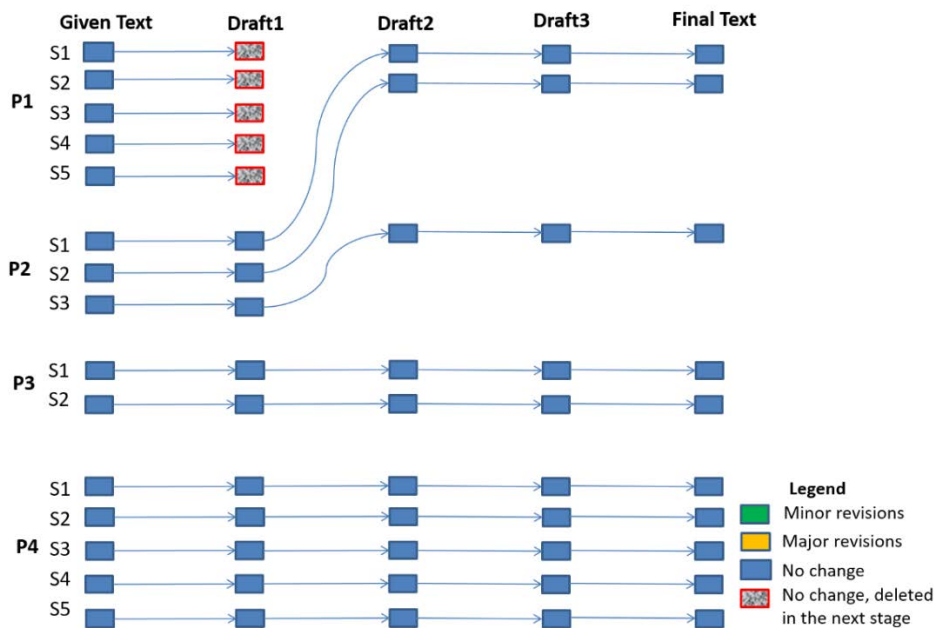 Given Text Draft1 Draft2 Draft3 Final Text
S1
S2
P1
S3
S4
S5
S1
P2
S2
S3
S1
P3
S2
S1
S2
P4
S3
S4
S5
Legend
Minor revisions
Major revisions
No change
No change, deleted
in the next stage